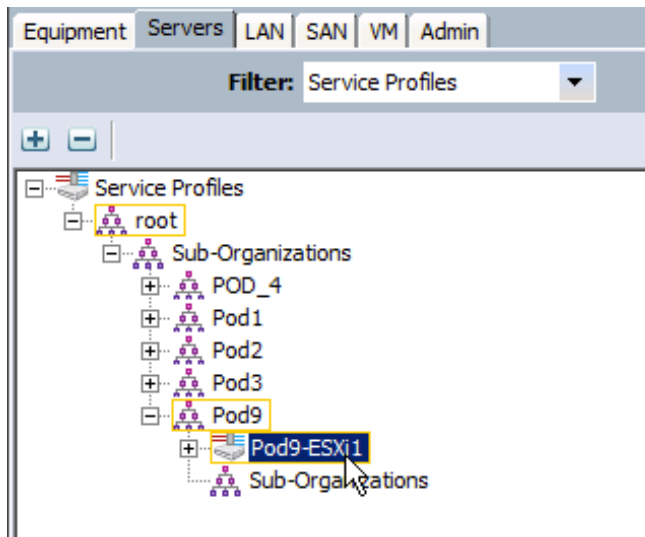 Equipment Servers LAN SAN VM Admin
Filter: Service Profiles
Service Profiles
root
Sub-Organizations
POD_4
Pod1
Pod2
Pod3
Pod9
Pod9-ESXi1
Sub-Organizations